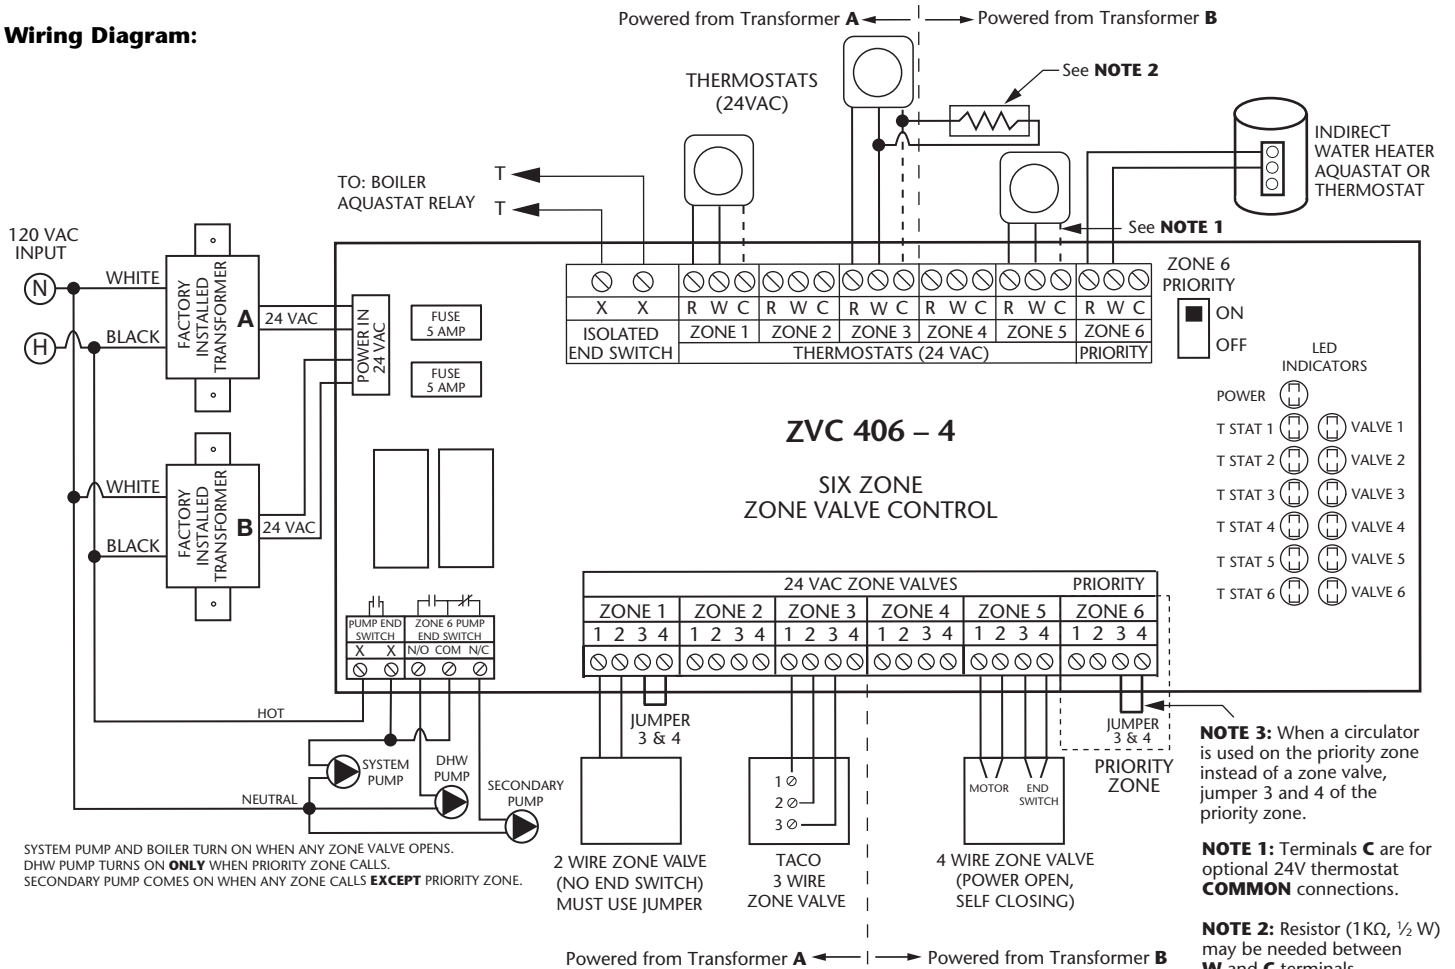 Wiring Diagram:
Powered from Transformer A
Powered from Transformer B
THERMOSTATS
(24VAC)
See NOTE 2
INDIRECT
WATER HEATER
AQUASTAT OR
THERMOSTAT
TO: BOILER
AQUASTAT RELAY
T
T
See NOTE 1
120 VAC
INPUT
N
H
WHITE
BLACK
FACTORY
INSTALLED
TRANSFORMER
A
24 VAC
POWER IN
24 VAC
FUSE
5 AMP
FUSE
5 AMP
WHITE
BLACK
FACTORY
INSTALLED
TRANSFORMER
B
24 VAC
X X R W C R W C R W C R W C R W C R W C
ISOLATED
END SWITCH
ZONE 1 ZONE 2 ZONE 3 ZONE 4 ZONE 5 ZONE 6
THERMOSTATS (24 VAC) PRIORITY
ZONE 6
PRIORITY
ON
OFF
LED
INDICATORS
POWER
T STAT 1 VALVE 1
T STAT 2 VALVE 2
T STAT 3 VALVE 3
T STAT 4 VALVE 4
T STAT 5 VALVE 5
T STAT 6 VALVE 6
ZVC 406 – 4
SIX ZONE
ZONE VALVE CONTROL
24 VAC ZONE VALVES PRIORITY
ZONE 1 ZONE 2 ZONE 3 ZONE 4 ZONE 5 ZONE 6
1 2 3 4 1 2 3 4 1 2 3 4 1 2 3 4 1 2 3 4 1 2 3 4
PUMP END
SWITCH
X X
ZONE 6 PUMP
END SWITCH
N/O COM N/C
HOT
SYSTEM
PUMP
DHW
PUMP
SECONDARY
PUMP
NEUTRAL
JUMPER
3 & 4
1
2
3
MOTOR
END
SWITCH
JUMPER
3 & 4
PRIORITY
ZONE
2 WIRE ZONE VALVE
(NO END SWITCH)
MUST USE JUMPER
TACO
3 WIRE
ZONE VALVE
4 WIRE ZONE VALVE
(POWER OPEN,
SELF CLOSING)
SYSTEM PUMP AND BOILER TURN ON WHEN ANY ZONE VALVE OPENS.
DHW PUMP TURNS ON ONLY WHEN PRIORITY ZONE CALLS.
SECONDARY PUMP COMES ON WHEN ANY ZONE CALLS EXCEPT PRIORITY ZONE.
Powered from Transformer A
Powered from Transformer B
NOTE 3: When a circulator
is used on the priority zone
instead of a zone valve,
jumper 3 and 4 of the
priority zone.
NOTE 1: Terminals C are for
optional 24V thermostat
COMMON connections.
NOTE 2: Resistor (1KΩ, ½ W)
may be needed between
W and C terminals